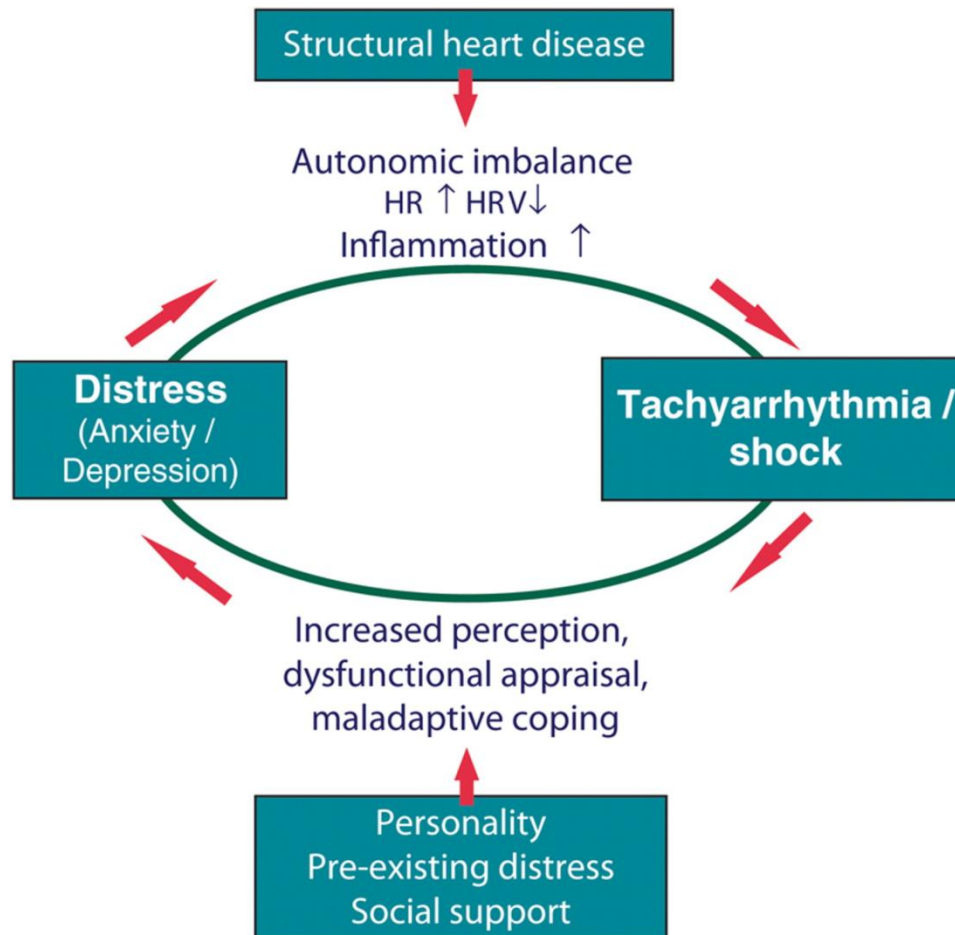 Structural heart disease
Autonomic imbalance
HR ↑ HRV↓
Inflammation ↑
Distress
(Anxiety /
Depression)
Tachyarrhythmia /
shock
Increased perception,
dysfunctional appraisal,
maladaptive coping
Personality
Pre-existing distress
Social support